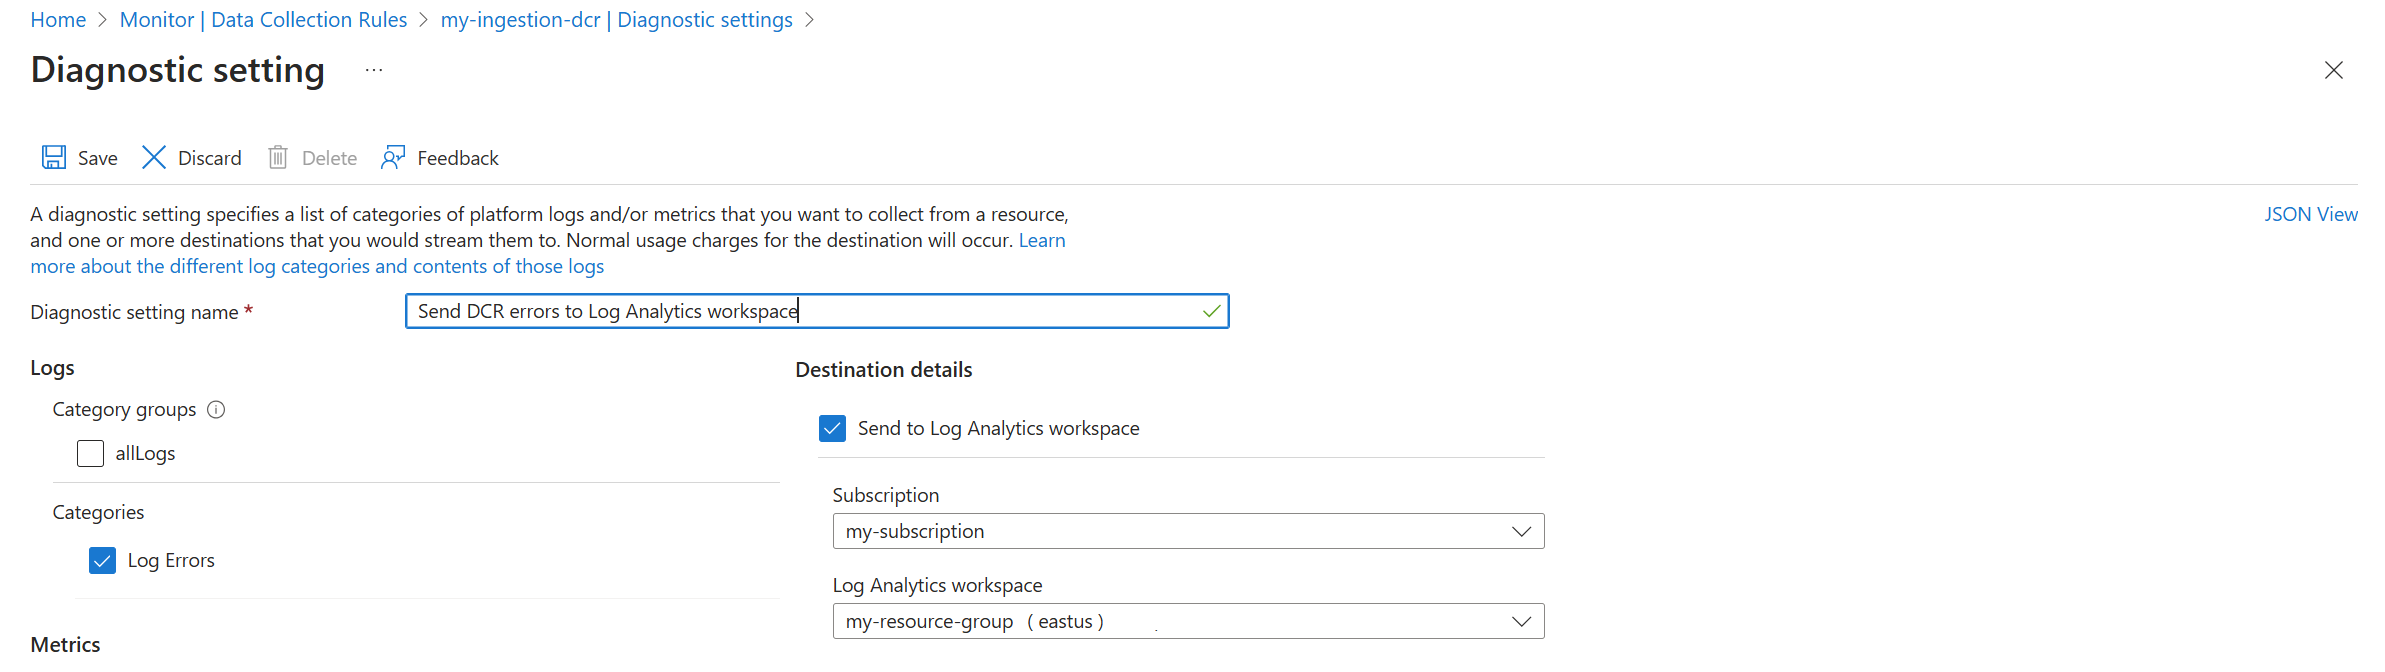 Home > Monitor | Data Collection Rules > my-ingestion-dcr | Diagnostic settings >
Diagnostic setting ...
Save Discard Delete Feedback
A diagnostic setting specifies a list of categories of platform logs and/or metrics that you want to collect from a resource,
and one or more destinations that you would stream them to. Normal usage charges for the destination will occur. Learn
more about the different log categories and contents of those logs
JSON View
Diagnostic setting name *
Send DCR errors to Log Analytics workspace
Logs
Category groups
allLogs
Categories
Log Errors
Metrics
Destination details
Send to Log Analytics workspace
Subscription
my-subscription
Log Analytics workspace
my-resource-group ( eastus )